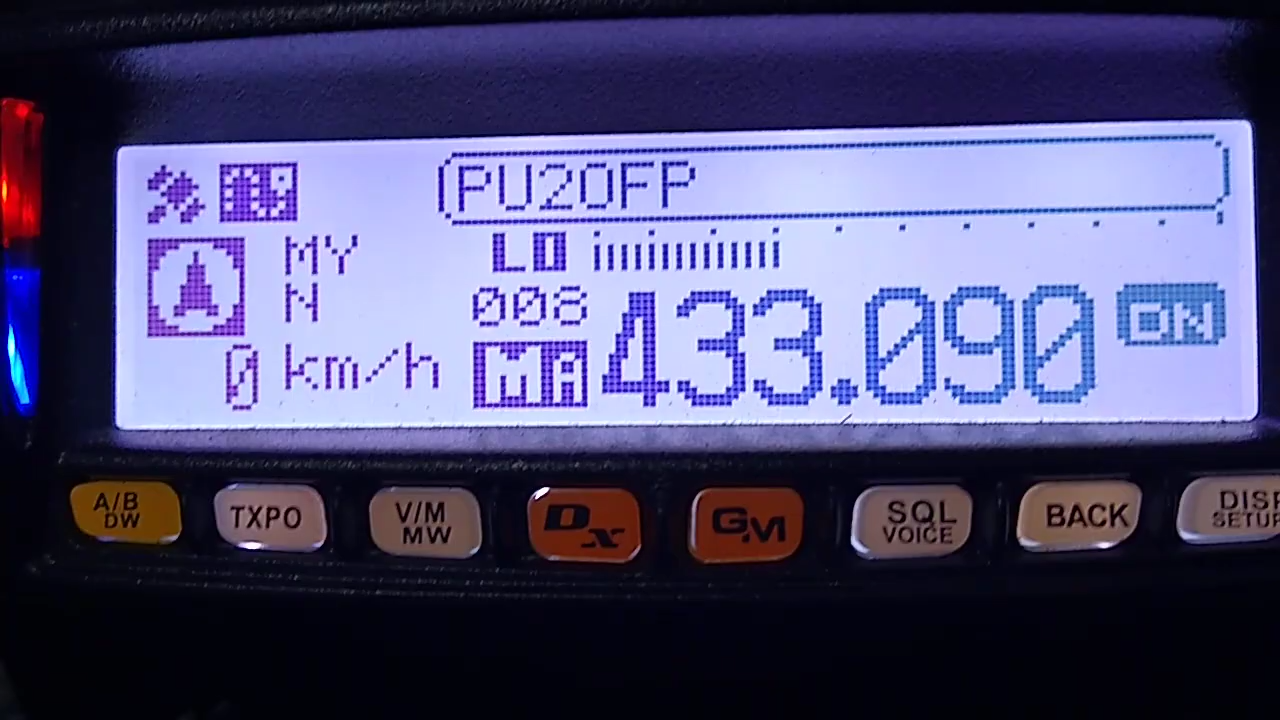 PU2OFP
MY LO
N 008
0 km/h MA 433.090 DN
A/B DW TXPO V/M MW DX GM SQL VOICE BACK DISP SETUP